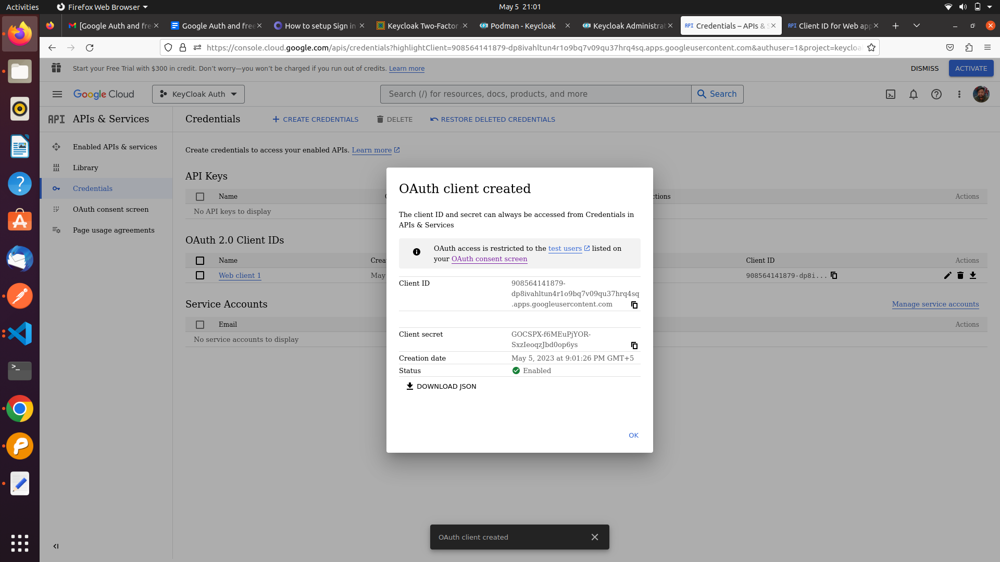 Activities
Firefox Web Browser
May 5 21:01
[Google Auth and fre
Google Auth and free
How to setup Sign in
Keycloak Two-Factor
Podman - Keycloak
Keycloak Administrat
API Credentials – APIs & S
API Client ID for Web app
https://console.cloud.google.com/apis/credentials?highlightClient=908564141879-dp8ivahltun4r1o9bq7v09qu37hrq4sq.apps.googleusercontent.com&authuser=1&project=keycloa
Start your Free Trial with $300 in credit. Don’t worry—you won’t be charged if you run out of credits. Learn more
DISMISS
ACTIVATE
Google Cloud
KeyCloak Auth
Search (/) for resources, docs, products, and more
Search
API APIs & Services
Credentials
CREATE CREDENTIALS
DELETE
RESTORE DELETED CREDENTIALS
Enabled APIs & services
Library
Credentials
OAuth consent screen
Page usage agreements
Create credentials to access your enabled APIs. Learn more
API Keys
Name
ctions
Actions
No API keys to display
OAuth 2.0 Client IDs
Name
Crea
Client ID
Actions
Web client 1
May
908564141879-dp8i...
Service Accounts
Manage service accounts
Email
Actions
No service accounts to display
OAuth client created
The client ID and secret can always be accessed from Credentials in
APIs & Services
OAuth access is restricted to the test users listed on
your OAuth consent screen
Client ID
908564141879-
dp8ivahltun4r1o9bq7v09qu37hrq4sq
.apps.googleusercontent.com
Client secret
GOCSPX-f6MEuPjYOR-
SxzIeoqzJbd0op6ys
Creation date
May 5, 2023 at 9:01:26 PM GMT+5
Status
Enabled
DOWNLOAD JSON
OK
OAuth client created